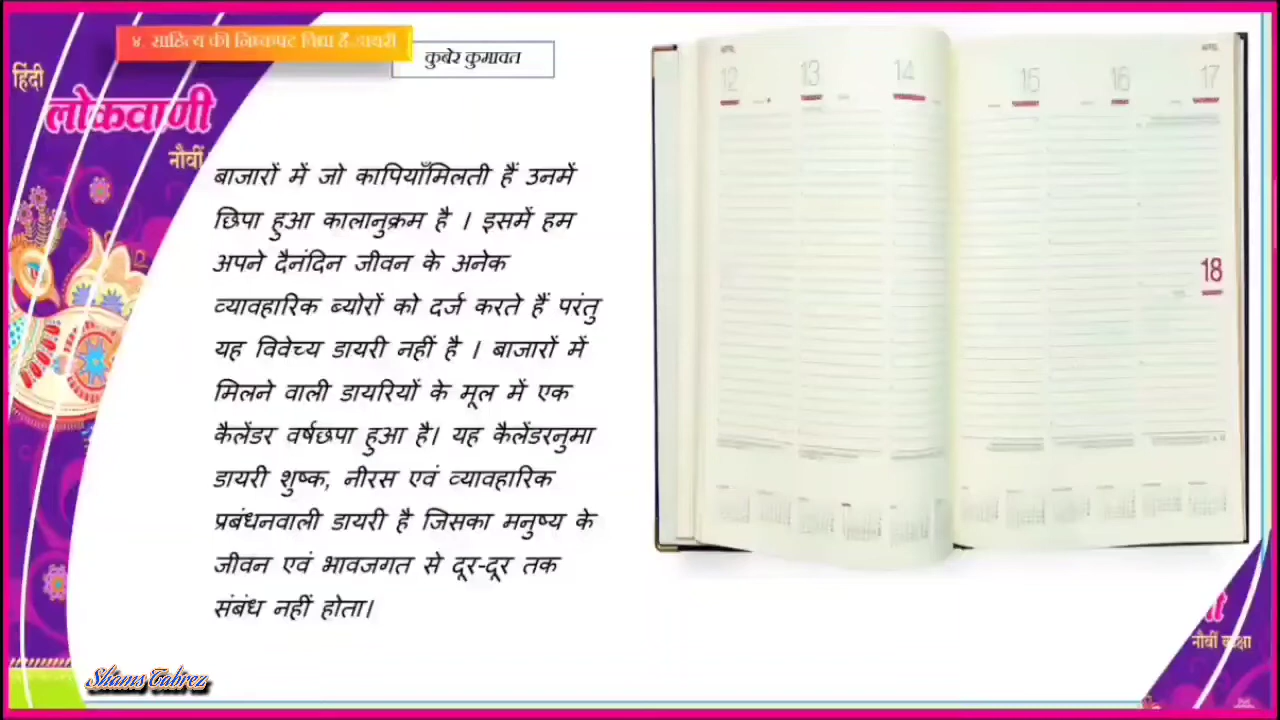 ४. साहित्य की निष्कपट विधा है-डायरी
कुबेर कुमावत
हिंदी
लोकवाणी
नौवीं
बाजारों में जो कापियाँमिलती हैं उनमें
छिपा हुआ कालानुक्रम है । इसमें हम
अपने दैनंदिन जीवन के अनेक
व्यावहारिक ब्योरों को दर्ज करते हैं परंतु
यह विवेच्य डायरी नहीं है । बाजारों में
मिलने वाली डायरियों के मूल में एक
कैलेंडर वर्षछपा हुआ है। यह कैलेंडरनुमा
डायरी शुष्क, नीरस एवं व्यावहारिक
प्रबंधनवाली डायरी है जिसका मनुष्य के
जीवन एवं भावजगत से दूर-दूर तक
संबंध नहीं होता।
APRIL
APRIL
12 13 14 15 16 17
18
नौवीं कक्षा
Shams Tabrez